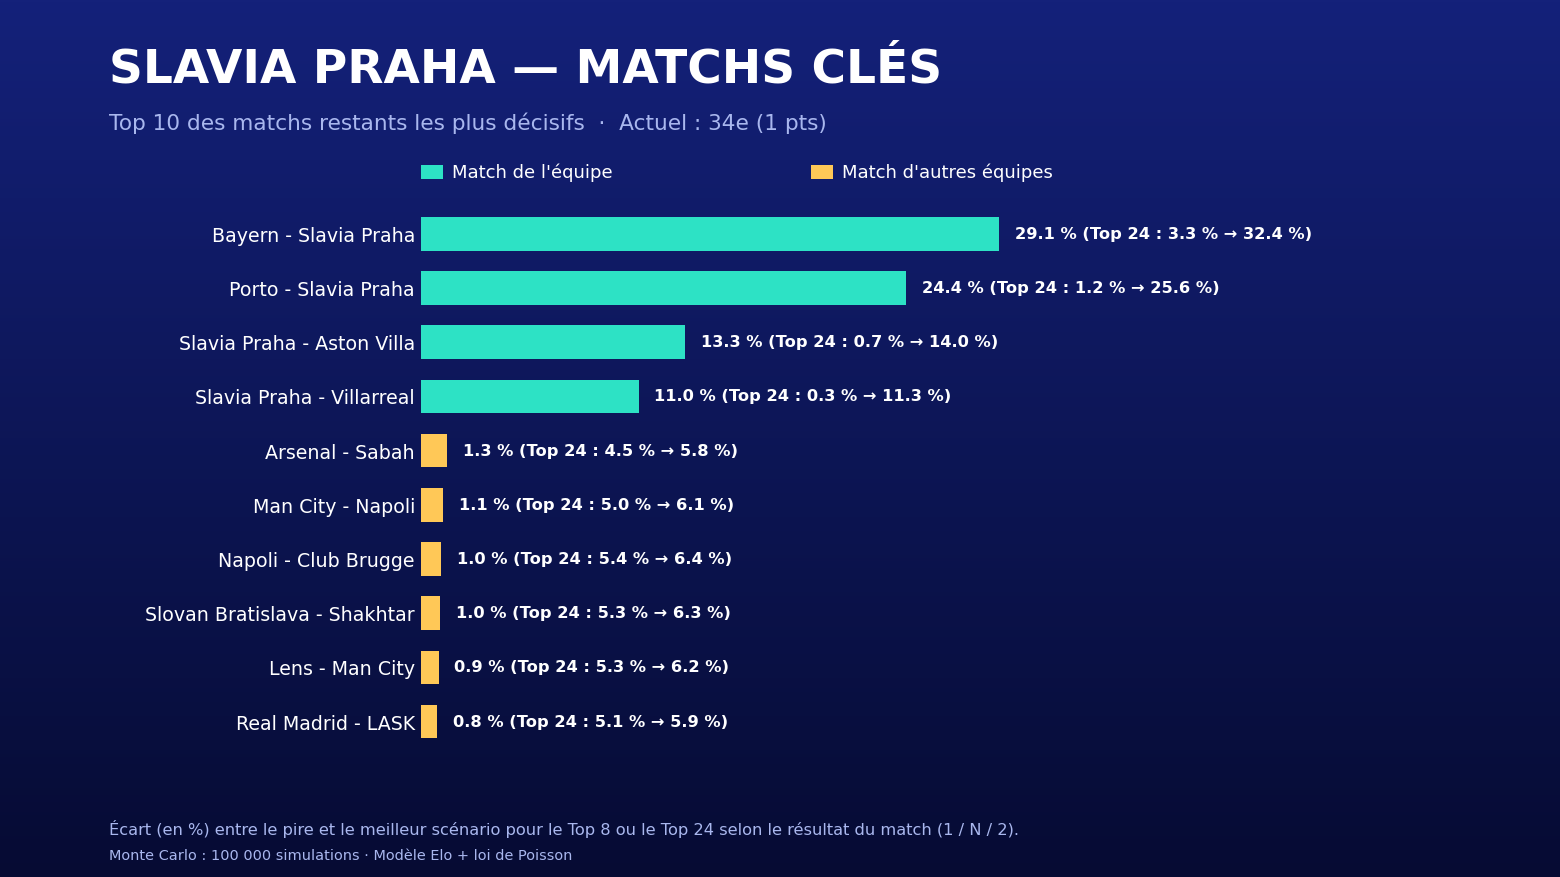 SLAVIA PRAHA — MATCHS CLÉS
Top 10 des matchs restants les plus décisifs · Actuel : 34e (1 pts)
Match de l'équipe
Match d'autres équipes
Bayern - Slavia Praha
29.1 % (Top 24 : 3.3 % → 32.4 %)
Porto - Slavia Praha
24.4 % (Top 24 : 1.2 % → 25.6 %)
Slavia Praha - Aston Villa
13.3 % (Top 24 : 0.7 % → 14.0 %)
Slavia Praha - Villarreal
11.0 % (Top 24 : 0.3 % → 11.3 %)
Arsenal - Sabah
1.3 % (Top 24 : 4.5 % → 5.8 %)
Man City - Napoli
1.1 % (Top 24 : 5.0 % → 6.1 %)
Napoli - Club Brugge
1.0 % (Top 24 : 5.4 % → 6.4 %)
Slovan Bratislava - Shakhtar
1.0 % (Top 24 : 5.3 % → 6.3 %)
Lens - Man City
0.9 % (Top 24 : 5.3 % → 6.2 %)
Real Madrid - LASK
0.8 % (Top 24 : 5.1 % → 5.9 %)
Écart (en %) entre le pire et le meilleur scénario pour le Top 8 ou le Top 24 selon le résultat du match (1 / N / 2).
Monte Carlo : 100 000 simulations · Modèle Elo + loi de Poisson